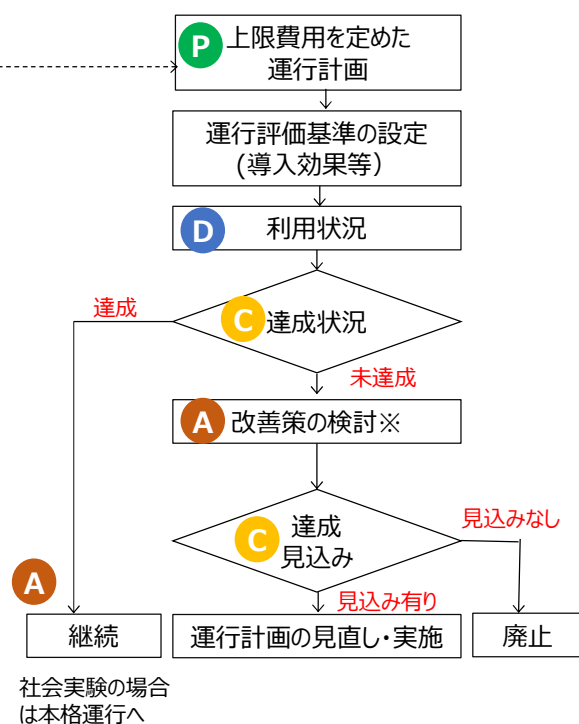 P
上限費用を定めた
運行計画
運行評価基準の設定
(導入効果等)
D
利用状況
達成
C
達成状況
未達成
A
改善策の検討※
C
達成
見込み
見込みなし
見込み有り
A
継続
運行計画の見直し・実施
廃止
社会実験の場合
は本格運行へ